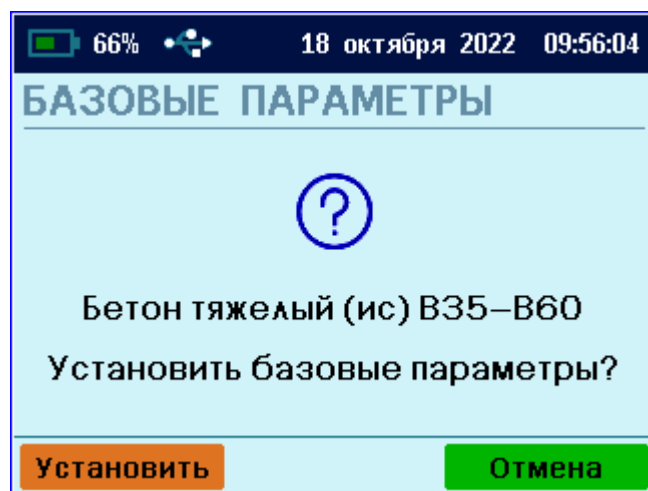 66% 18 октября 2022 09:56:04
БАЗОВЫЕ ПАРАМЕТРЫ
?
Бетон тяжелый (ис) В35–В60
Установить базовые параметры?
Установить Отмена